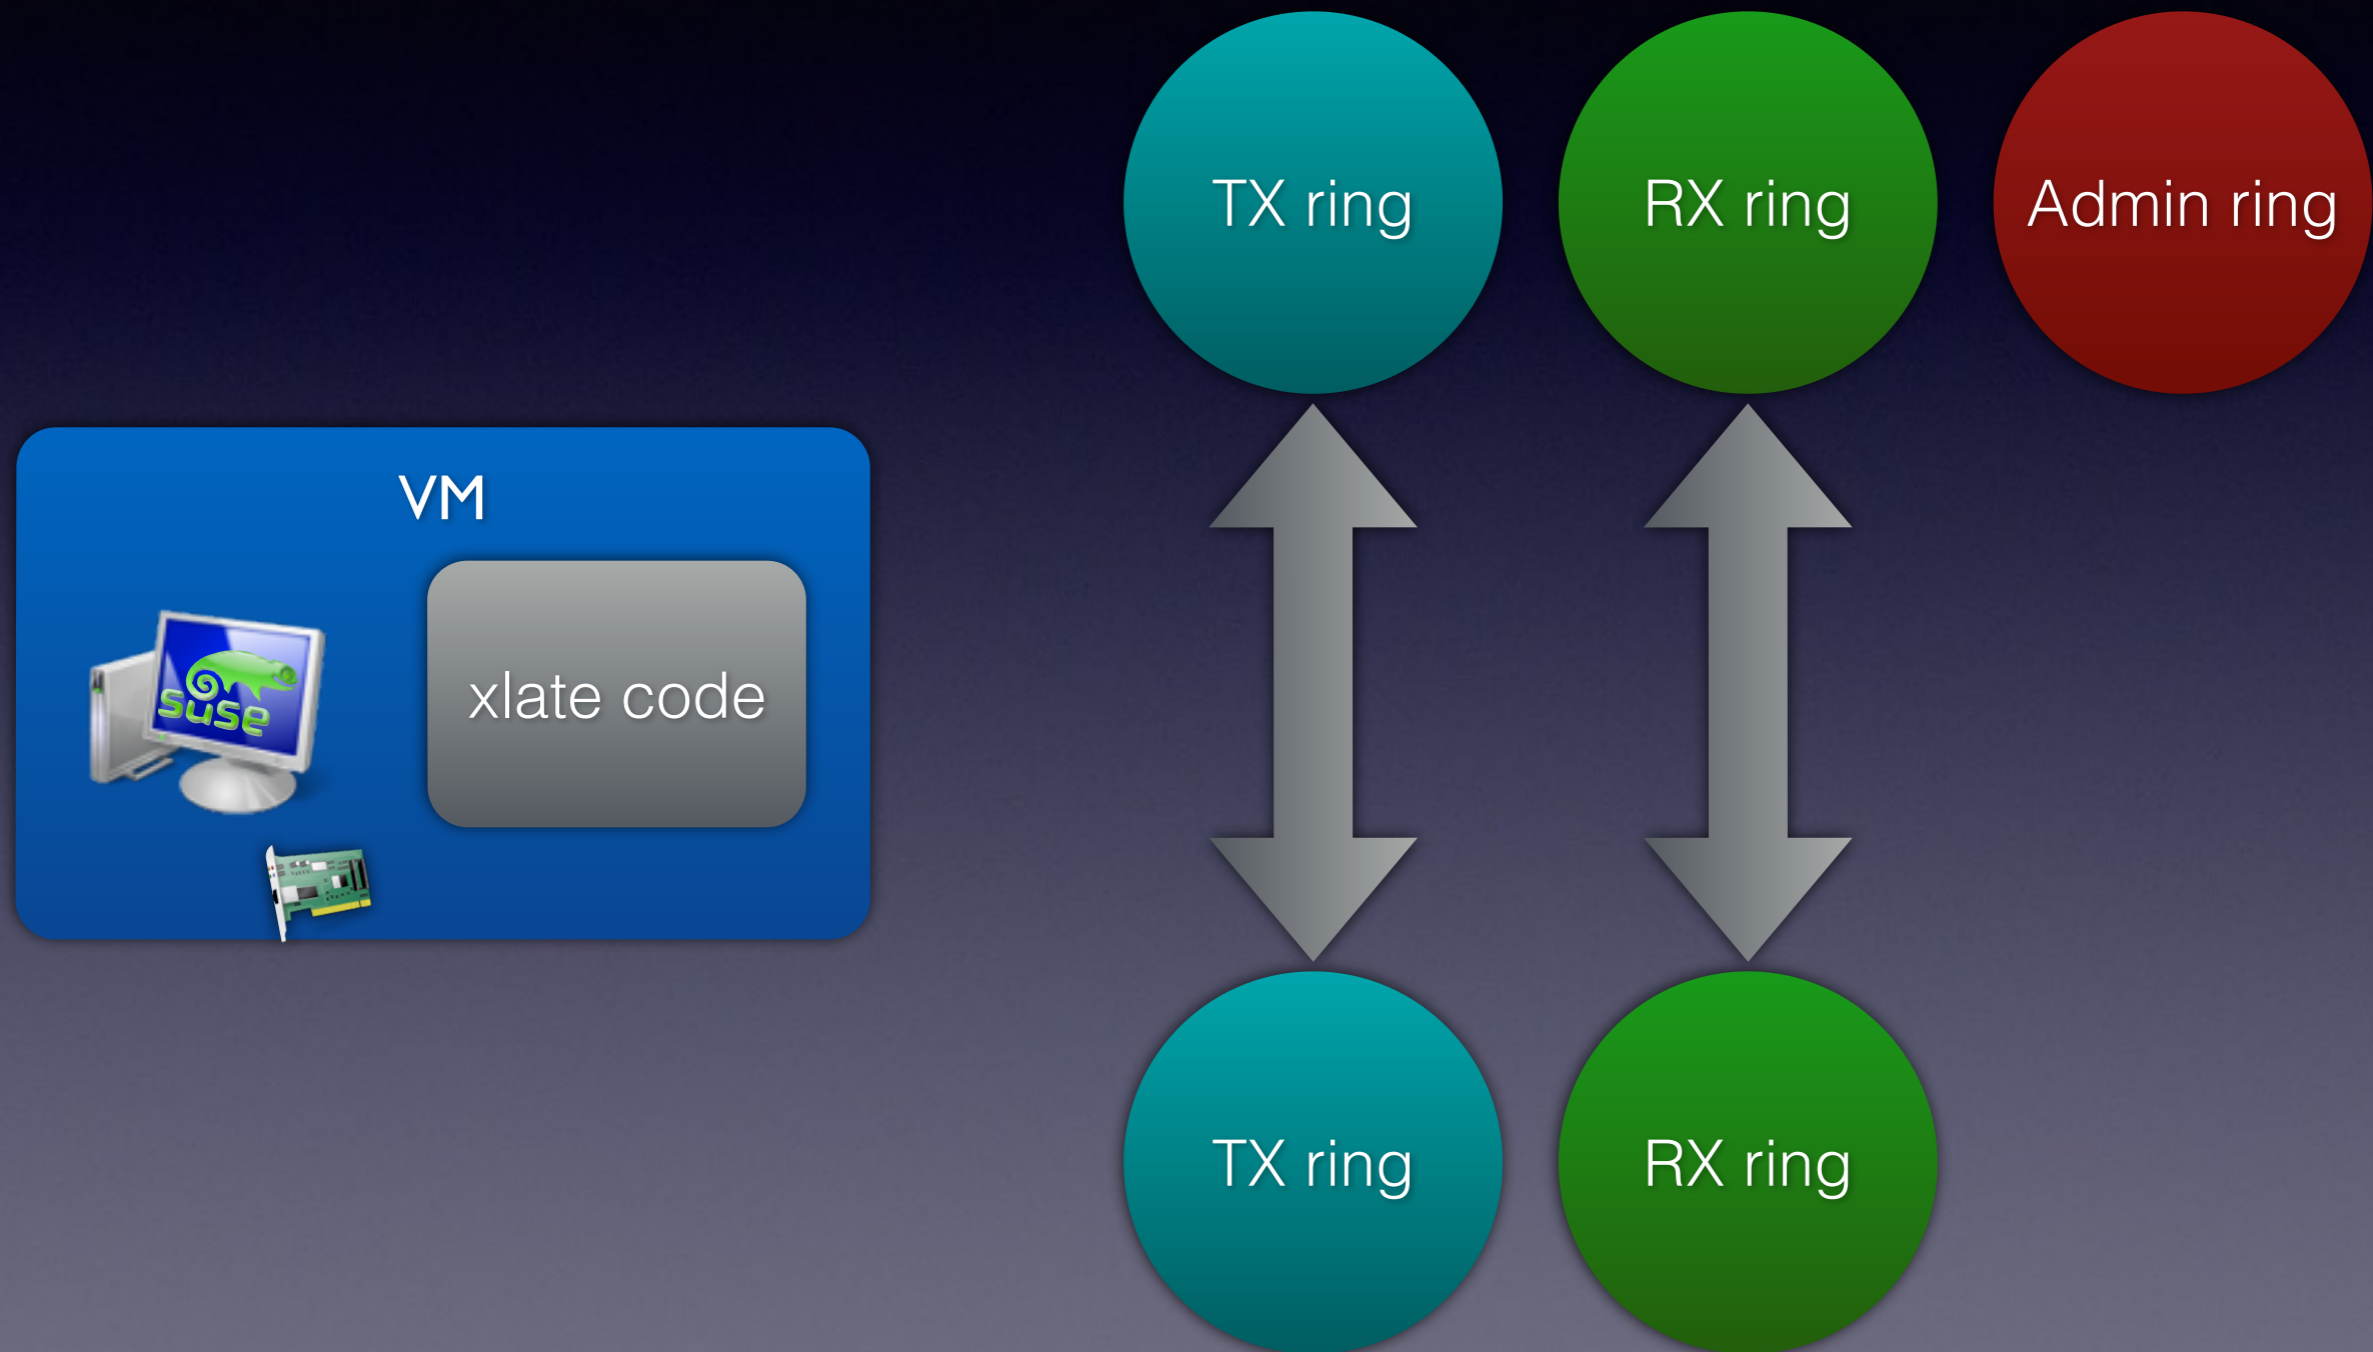 TX ring
RX ring
Admin ring
VM
suse
xlate code
TX ring
RX ring